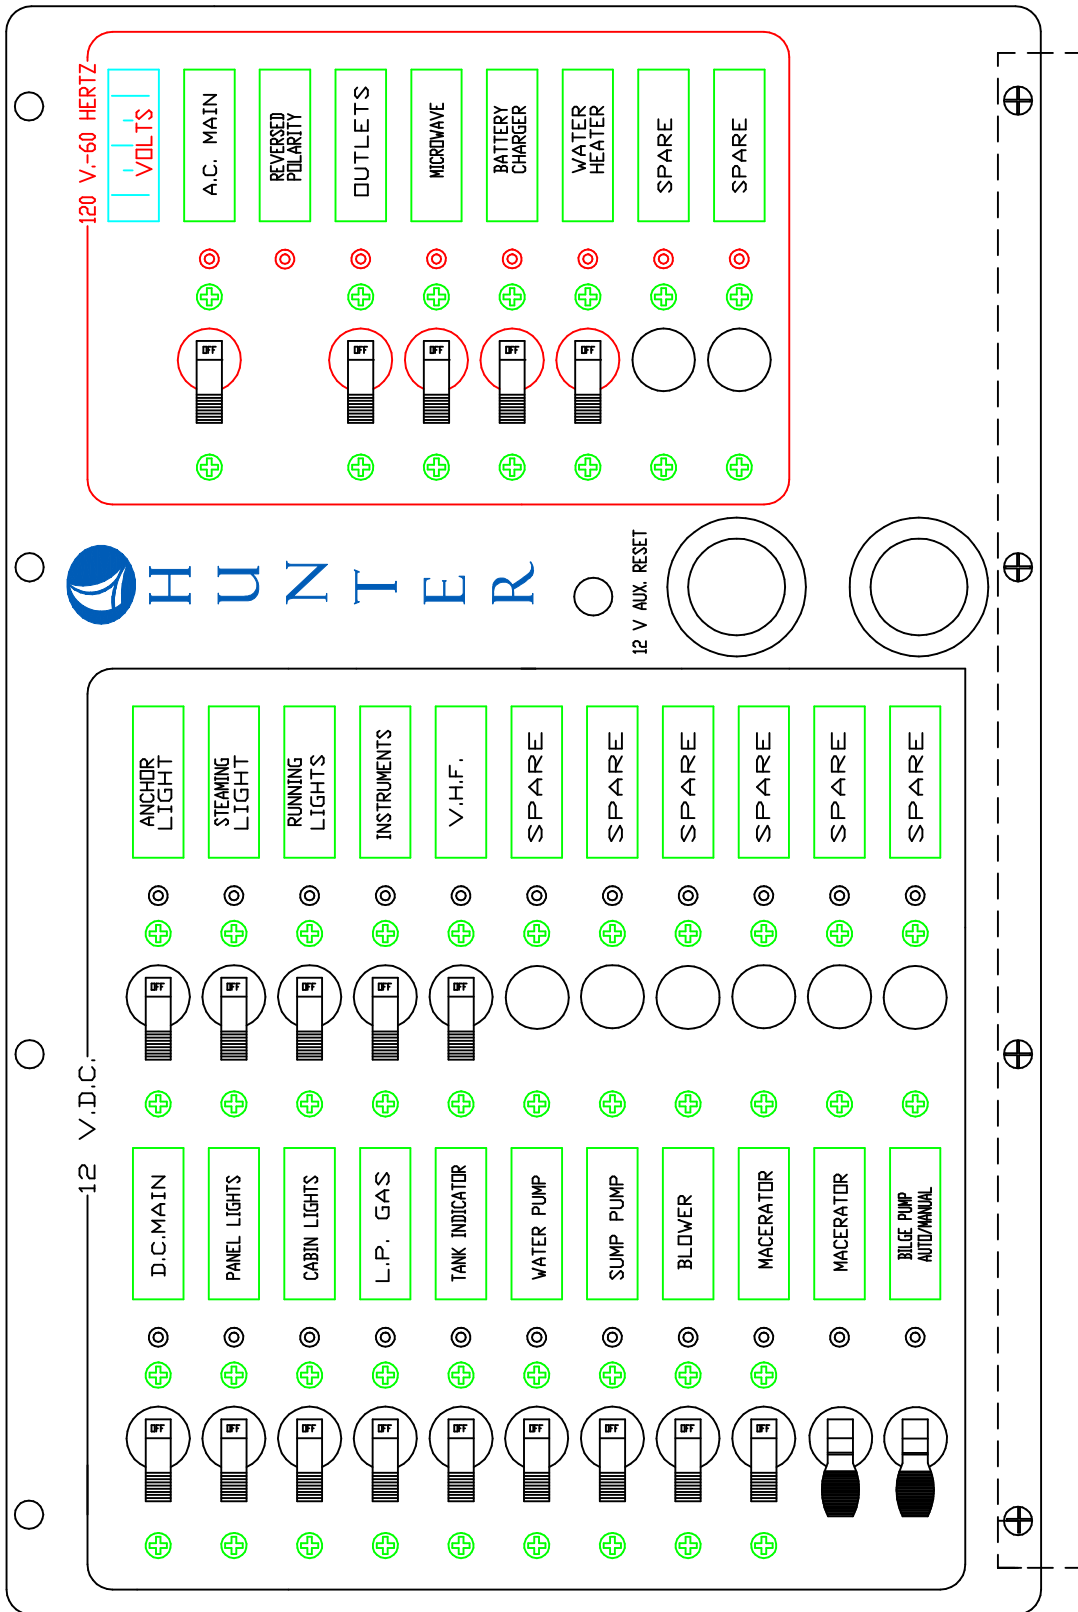 120 V.-60 HERTZ
VOLTS
A.C. MAIN
REVERSED
POLARITY
OUTLETS
MICROWAVE
BATTERY
CHARGER
WATER
HEATER
SPARE
SPARE
OFF
OFF
OFF
OFF
OFF
HUNTER
12 V AUX. RESET
12 V.D.C.
ANCHOR
LIGHT
STEAMING
LIGHT
RUNNING
LIGHTS
INSTRUMENTS
V.H.F.
SPARE
SPARE
SPARE
SPARE
SPARE
SPARE
OFF
OFF
OFF
OFF
OFF
D.C.MAIN
PANEL LIGHTS
CABIN LIGHTS
L.P. GAS
TANK INDICATOR
WATER PUMP
SUMP PUMP
BLOWER
MACERATOR
MACERATOR
BILGE PUMP
AUTO/MANUAL
OFF
OFF
OFF
OFF
OFF
OFF
OFF
OFF
OFF